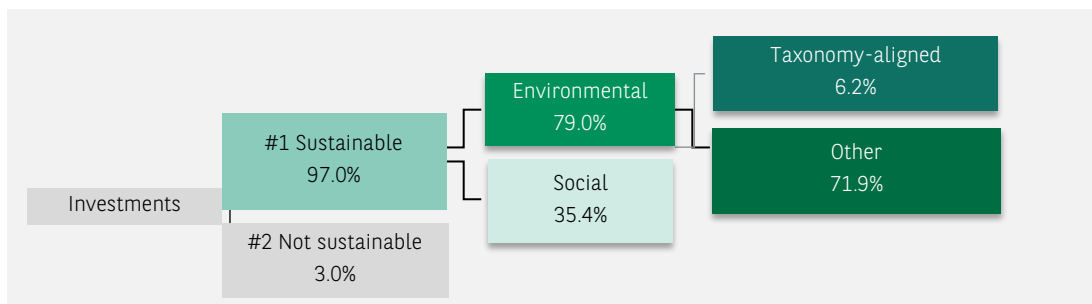 Investments
#1 Sustainable
97.0%
#2 Not sustainable
3.0%
Environmental
79.0%
Social
35.4%
Taxonomy-aligned
6.2%
Other
71.9%